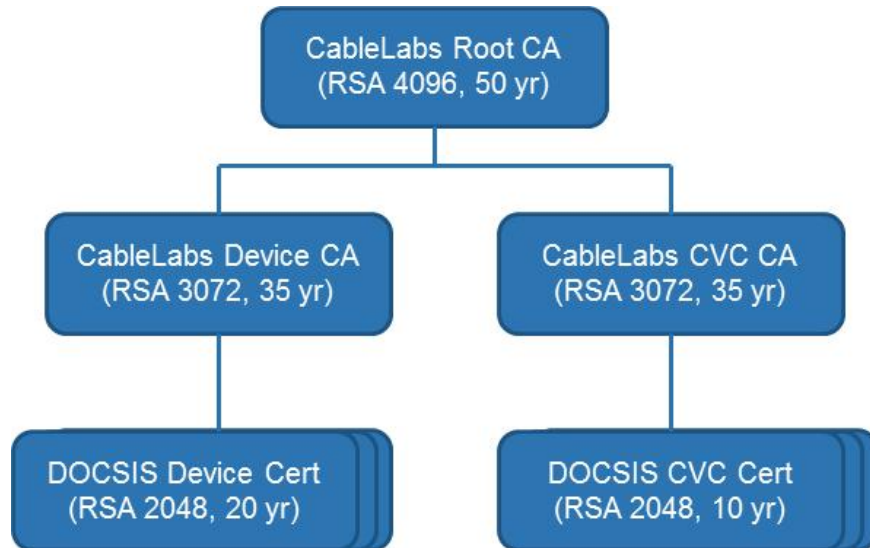 CableLabs Root CA
(RSA 4096, 50 yr)
CableLabs Device CA
(RSA 3072, 35 yr)
CableLabs CVC CA
(RSA 3072, 35 yr)
DOCSIS Device Cert
(RSA 2048, 20 yr)
DOCSIS CVC Cert
(RSA 2048, 10 yr)